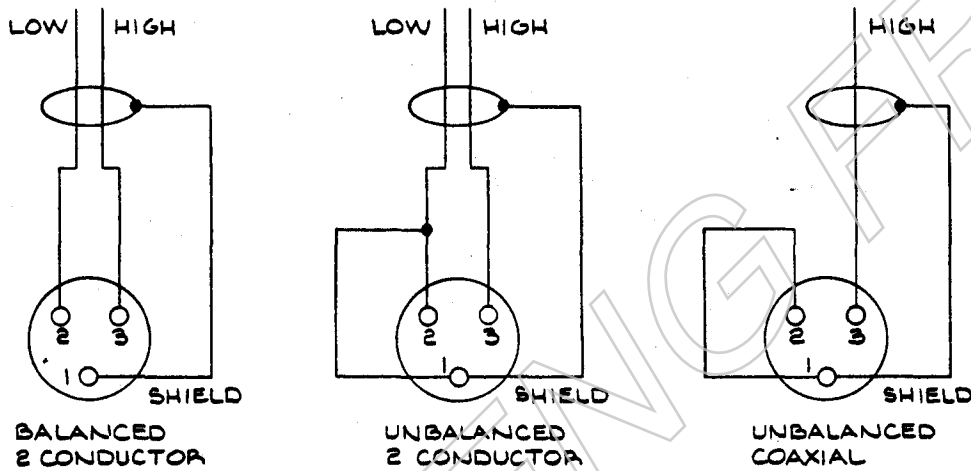 LOW HIGH
2 3
1
SHIELD
BALANCED
2 CONDUCTOR
LOW HIGH
2 3
1
SHIELD
UNBALANCED
2 CONDUCTOR
HIGH
2 3
1
SHIELD
UNBALANCED
COAXIAL